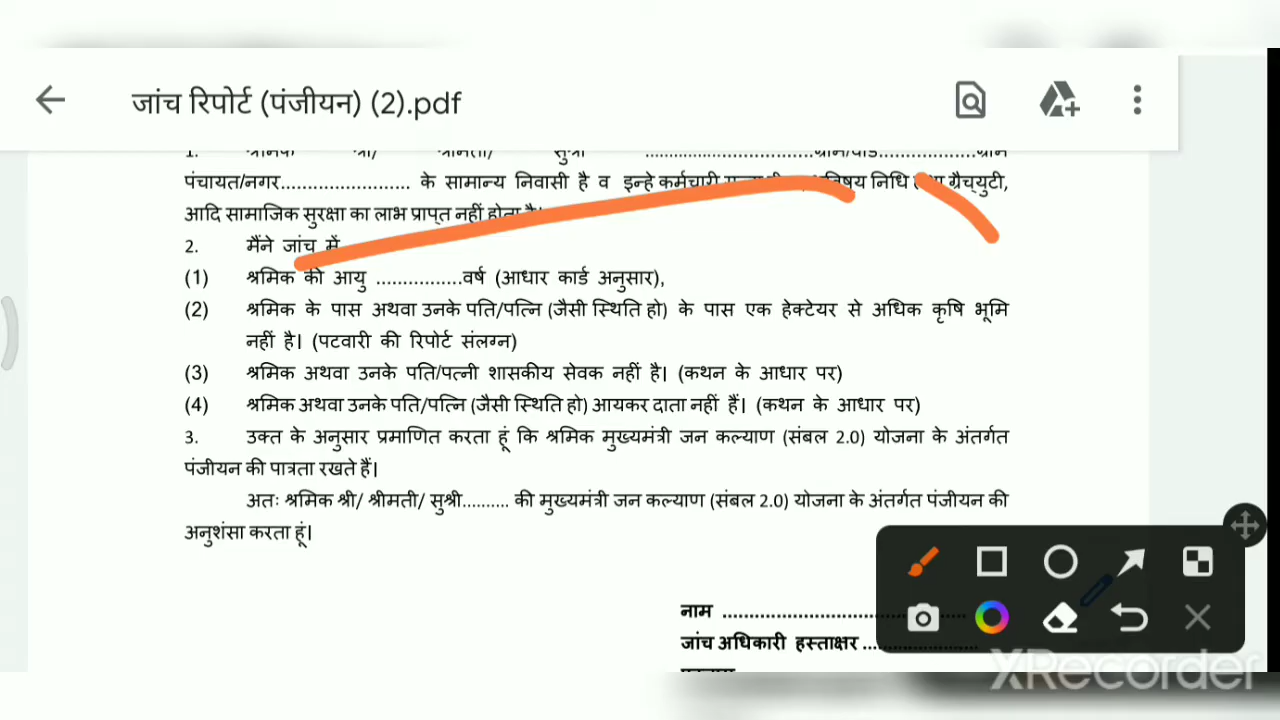 जांच रिपोर्ट (पंजीयन) (2).pdf
1. श्रमिक श्री/ श्रीमती/ सुश्री ........................ग्राम/वार्ड..................ग्राम
पंचायत/नगर......................... के सामान्य निवासी है व इन्हे कर्मचारी निधि ग्रैच्युटी,
आदि सामाजिक सुरक्षा का लाभ प्राप्त नहीं होता है।
2. मैंने जांच में
(1) श्रमिक की आयु ................वर्ष (आधार कार्ड अनुसार),
(2) श्रमिक के पास अथवा उनके पति/पत्नि (जैसी स्थिति हो) के पास एक हेक्टेयर से अधिक कृषि भूमि
नहीं है। (पटवारी की रिपोर्ट संलग्न)
(3) श्रमिक अथवा उनके पति/पत्नी शासकीय सेवक नहीं है। (कथन के आधार पर)
(4) श्रमिक अथवा उनके पति/पत्नि (जैसी स्थिति हो) आयकर दाता नहीं हैं। (कथन के आधार पर)
3. उक्त के अनुसार प्रमाणित करता हूं कि श्रमिक मुख्यमंत्री जन कल्याण (संबल 2.0) योजना के अंतर्गत
पंजीयन की पात्रता रखते हैं।
अतः श्रमिक श्री/ श्रीमती/ सुश्री......... की मुख्यमंत्री जन कल्याण (संबल 2.0) योजना के अंतर्गत पंजीयन की
अनुशंसा करता हूं।
नाम ..............................
जांच अधिकारी हस्ताक्षर ....................
XRecorder